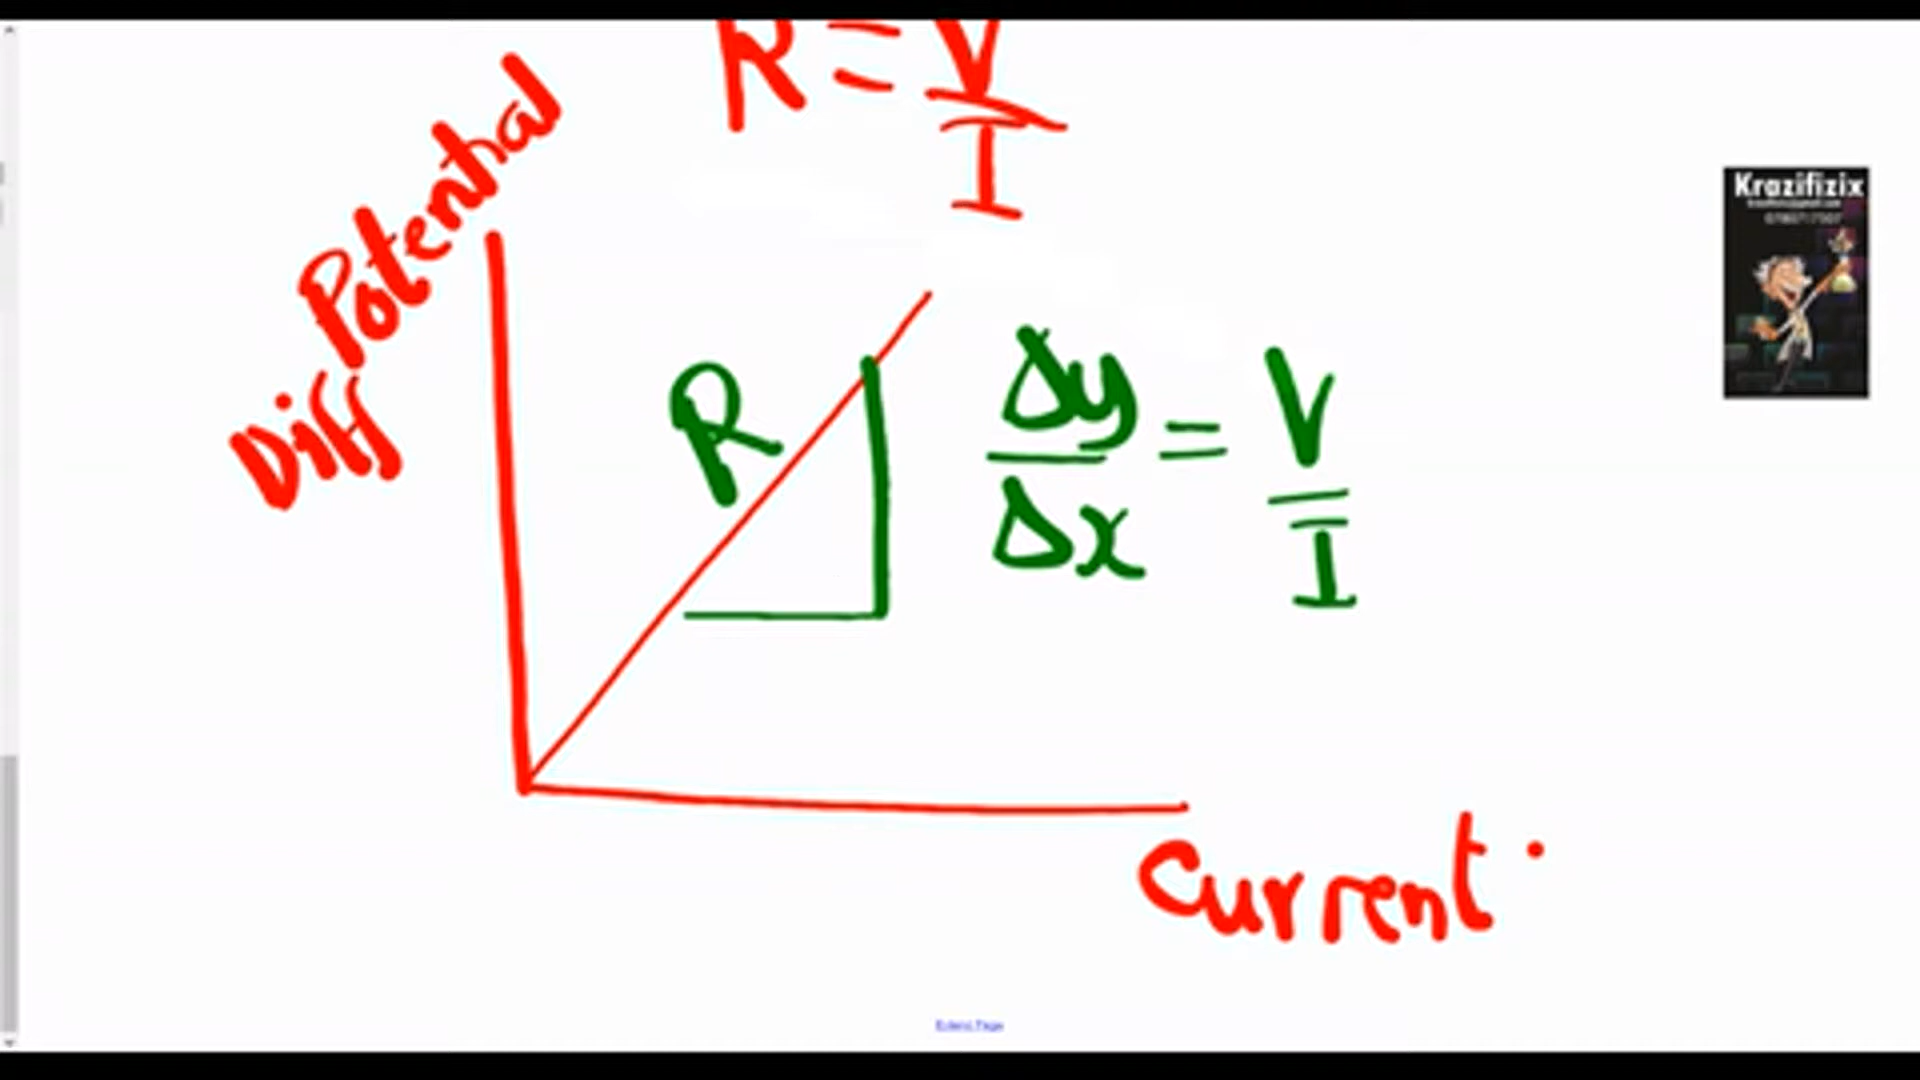 R = V
I
Potential
Diff
R
Δy = V
Δx I
Current
Krazifizix